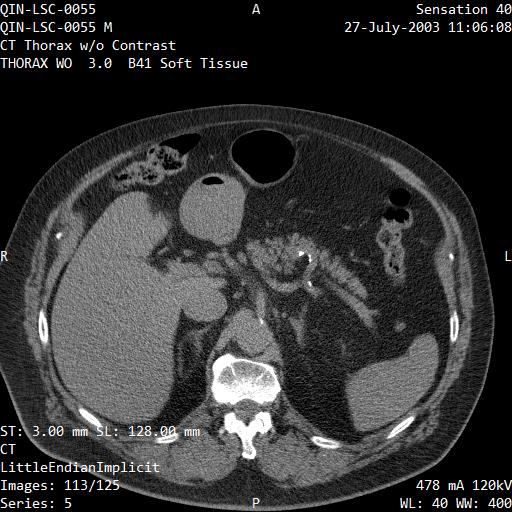 QIN-LSC-0055 A Sensation 40
QIN-LSC-0055 M 27-July-2003 11:06:08
CT Thorax w/o Contrast
THORAX WO 3.0 B41 Soft Tissue
R L
ST: 3.00 mm SL: 128.00 mm
CT
LittleEndianImplicit
Images: 113/125 478 mA 120kV
Series: 5 P WL: 40 WW: 400